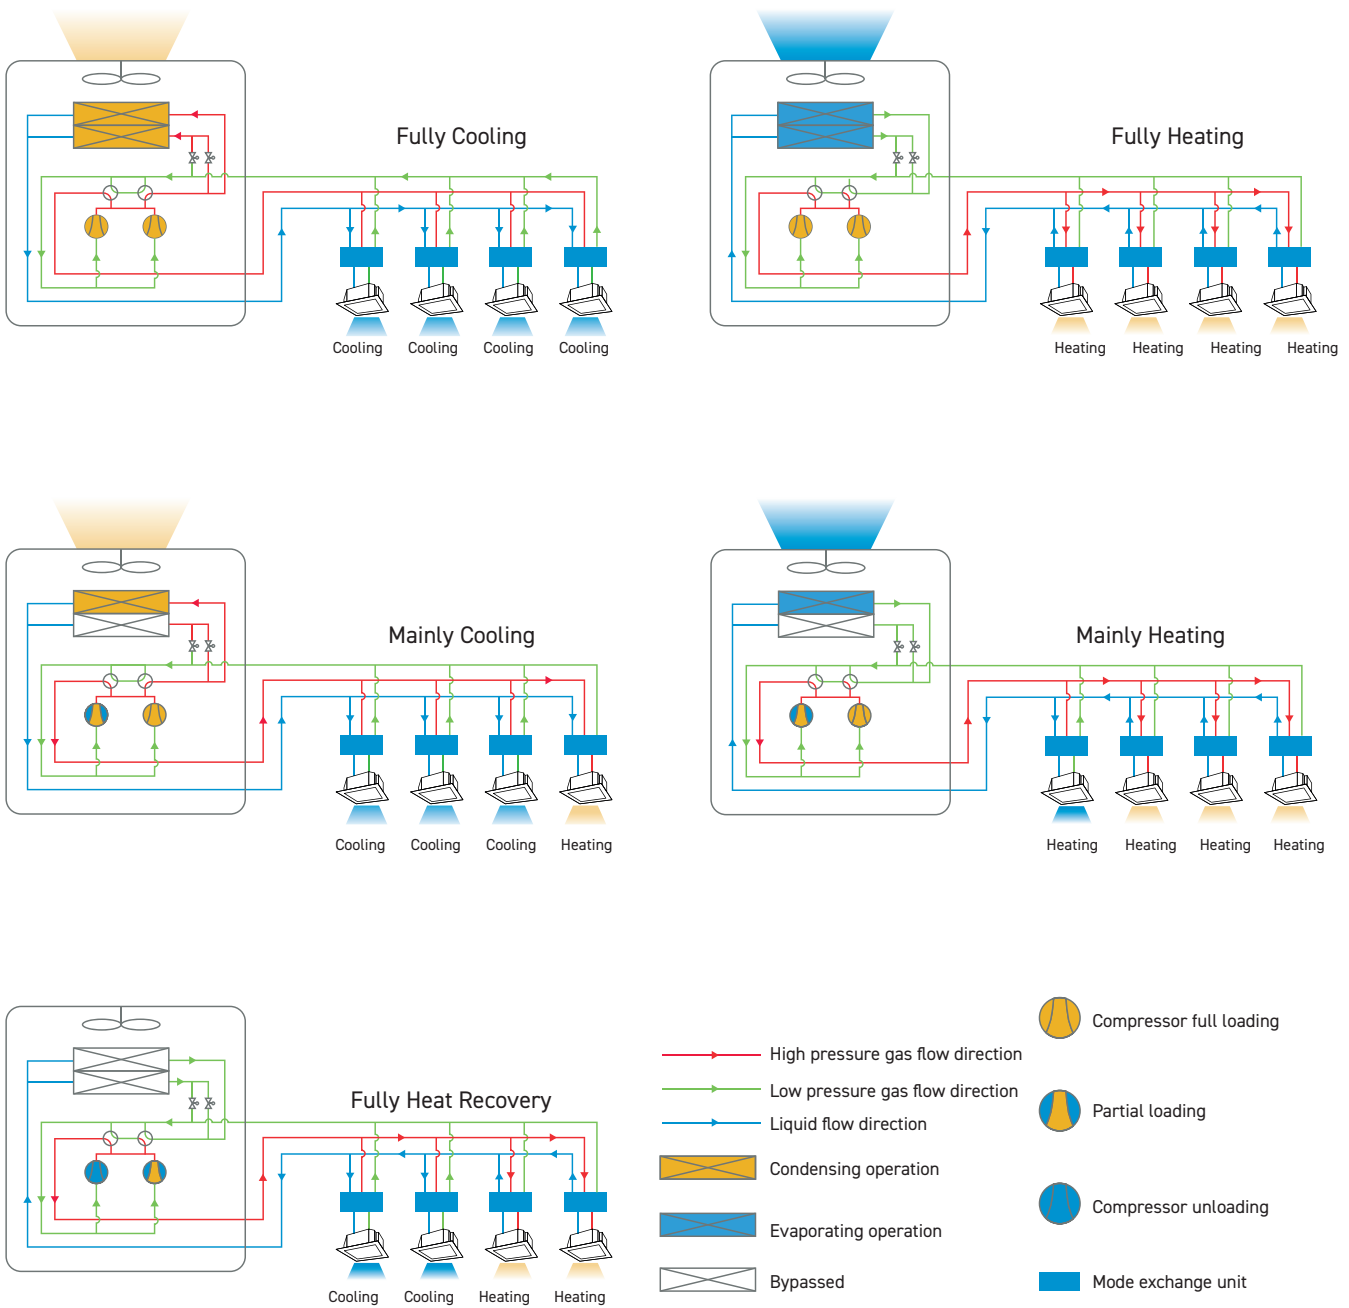 Fully Cooling
Cooling Cooling Cooling Cooling
Fully Heating
Heating Heating Heating Heating
Mainly Cooling
Cooling Cooling Cooling Heating
Mainly Heating
Heating Heating Heating Heating
Fully Heat Recovery
Cooling Cooling Heating Heating
High pressure gas flow direction
Low pressure gas flow direction
Liquid flow direction
Condensing operation
Evaporating operation
Bypassed
Compressor full loading
Partial loading
Compressor unloading
Mode exchange unit